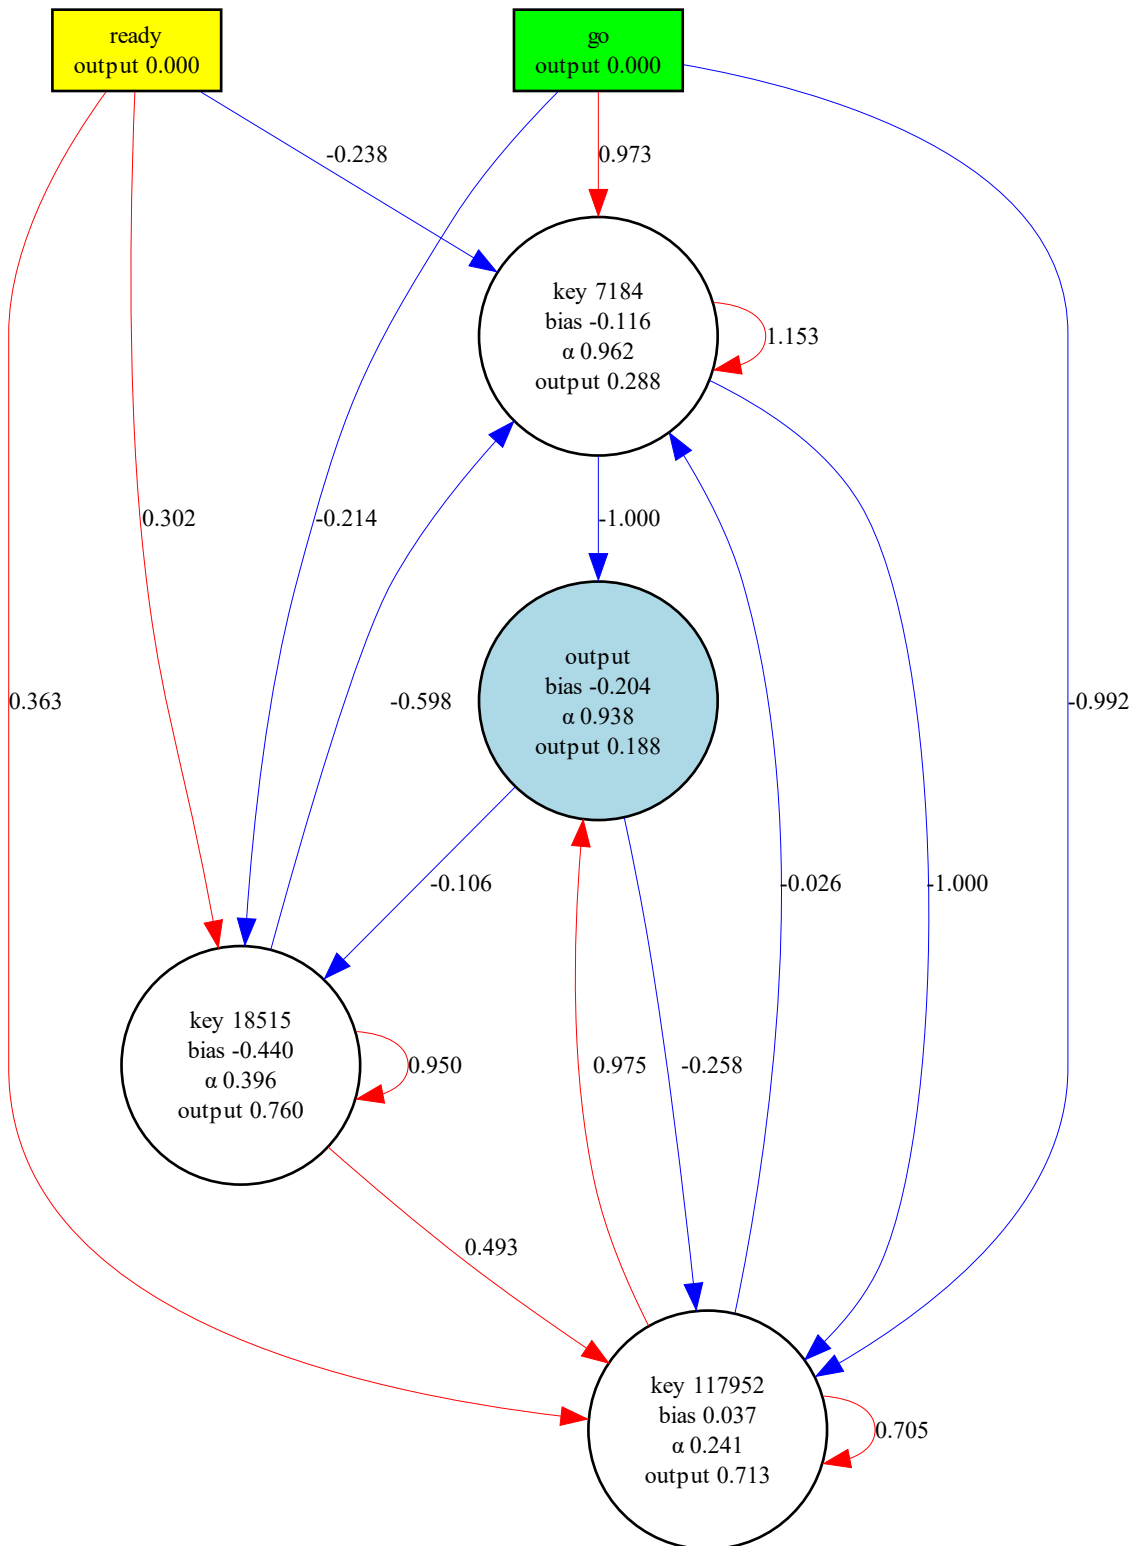 ready
output 0.000
go
output 0.000
-0.238
0.973
key 7184
bias -0.116
α 0.962
output 0.288
1.153
0.302
-0.214
-1.000
output
bias -0.204
α 0.938
output 0.188
0.363
-0.598
-0.992
-0.106
-0.026
-1.000
key 18515
bias -0.440
α 0.396
output 0.760
0.950
0.975
-0.258
0.493
key 117952
bias 0.037
α 0.241
output 0.713
0.705